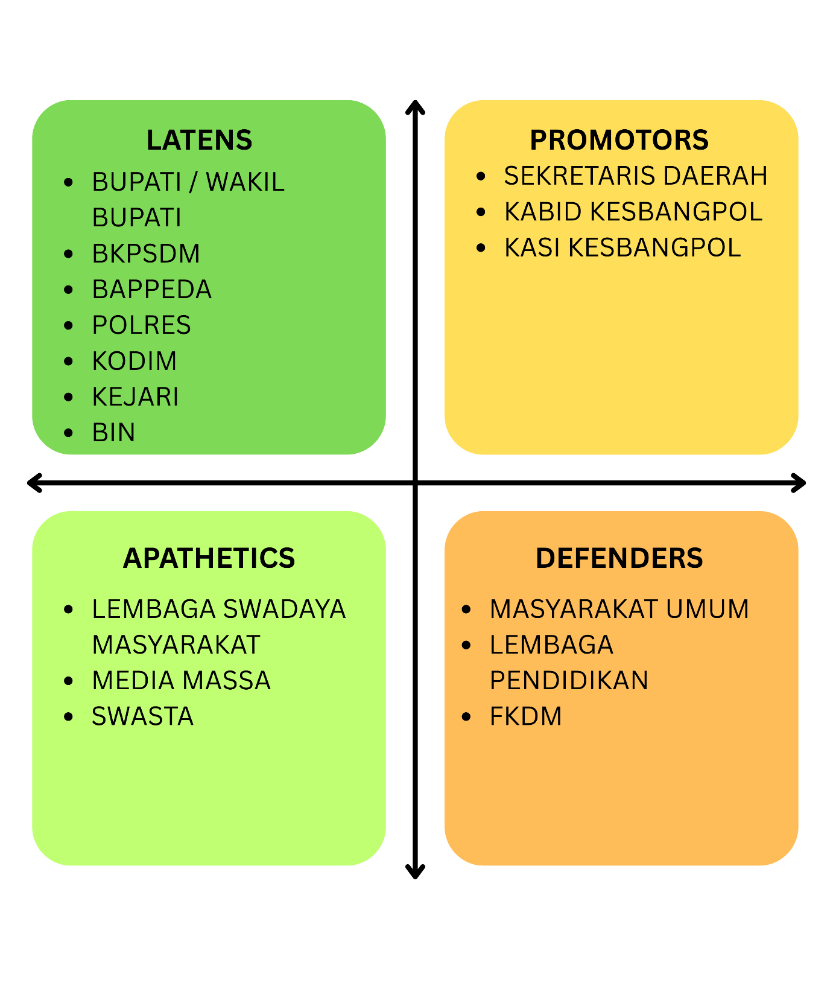 LATENS
• BUPATI / WAKIL
BUPATI
• BKPSDM
• BAPPEDA
• POLRES
• KODIM
• KEJARI
• BIN
PROMOTORS
• SEKRETARIS DAERAH
• KABID KESBANGPOL
• KASI KESBANGPOL
APATHETICS
• LEMBAGA SWADAYA
MASYARAKAT
• MEDIA MASSA
• SWASTA
DEFENDERS
• MASYARAKAT UMUM
• LEMBAGA
PENDIDIKAN
• FKDM